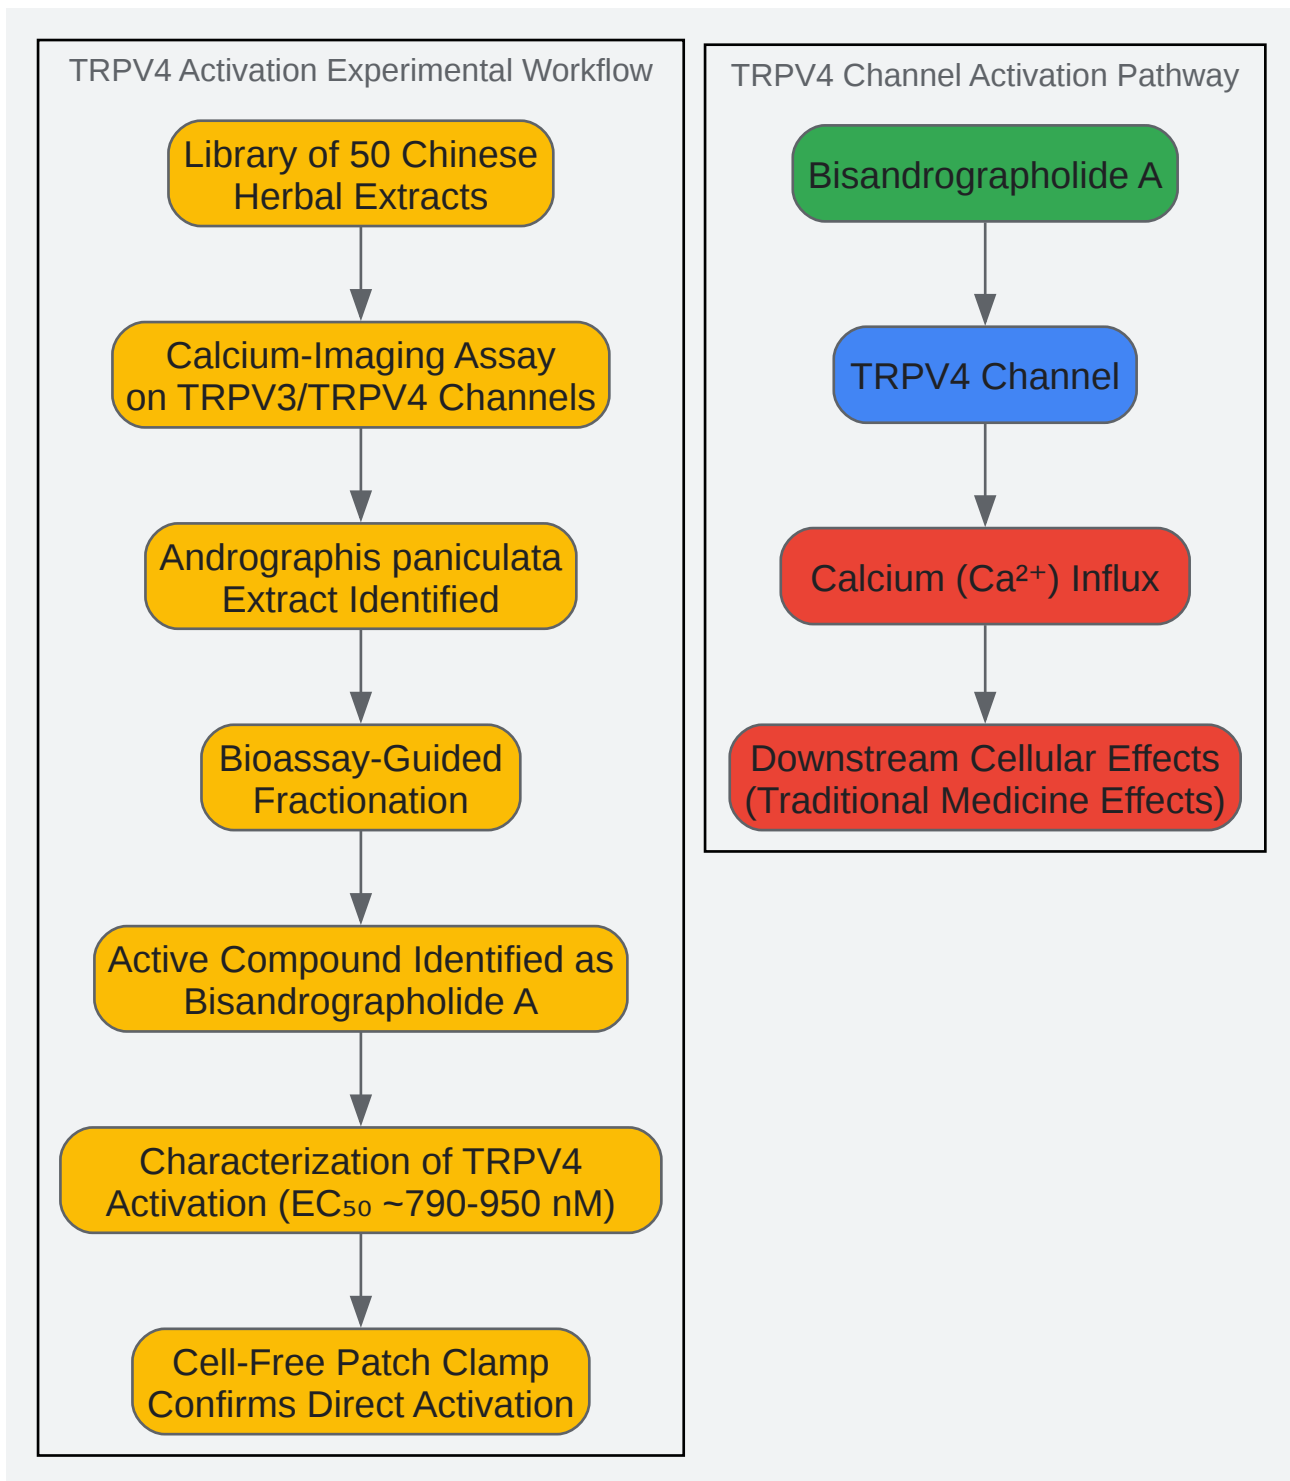 TRPV4 Activation Experimental Workflow
Library of 50 Chinese
Herbal Extracts
Calcium-Imaging Assay
on TRPV3/TRPV4 Channels
Andrographis paniculata
Extract Identified
Bioassay-Guided
Fractionation
Active Compound Identified as
Bisandrographolide A
Characterization of TRPV4
Activation (EC₅₀ ~790-950 nM)
Cell-Free Patch Clamp
Confirms Direct Activation
TRPV4 Channel Activation Pathway
Bisandrographolide A
TRPV4 Channel
Calcium (Ca²⁺) Influx
Downstream Cellular Effects
(Traditional Medicine Effects)